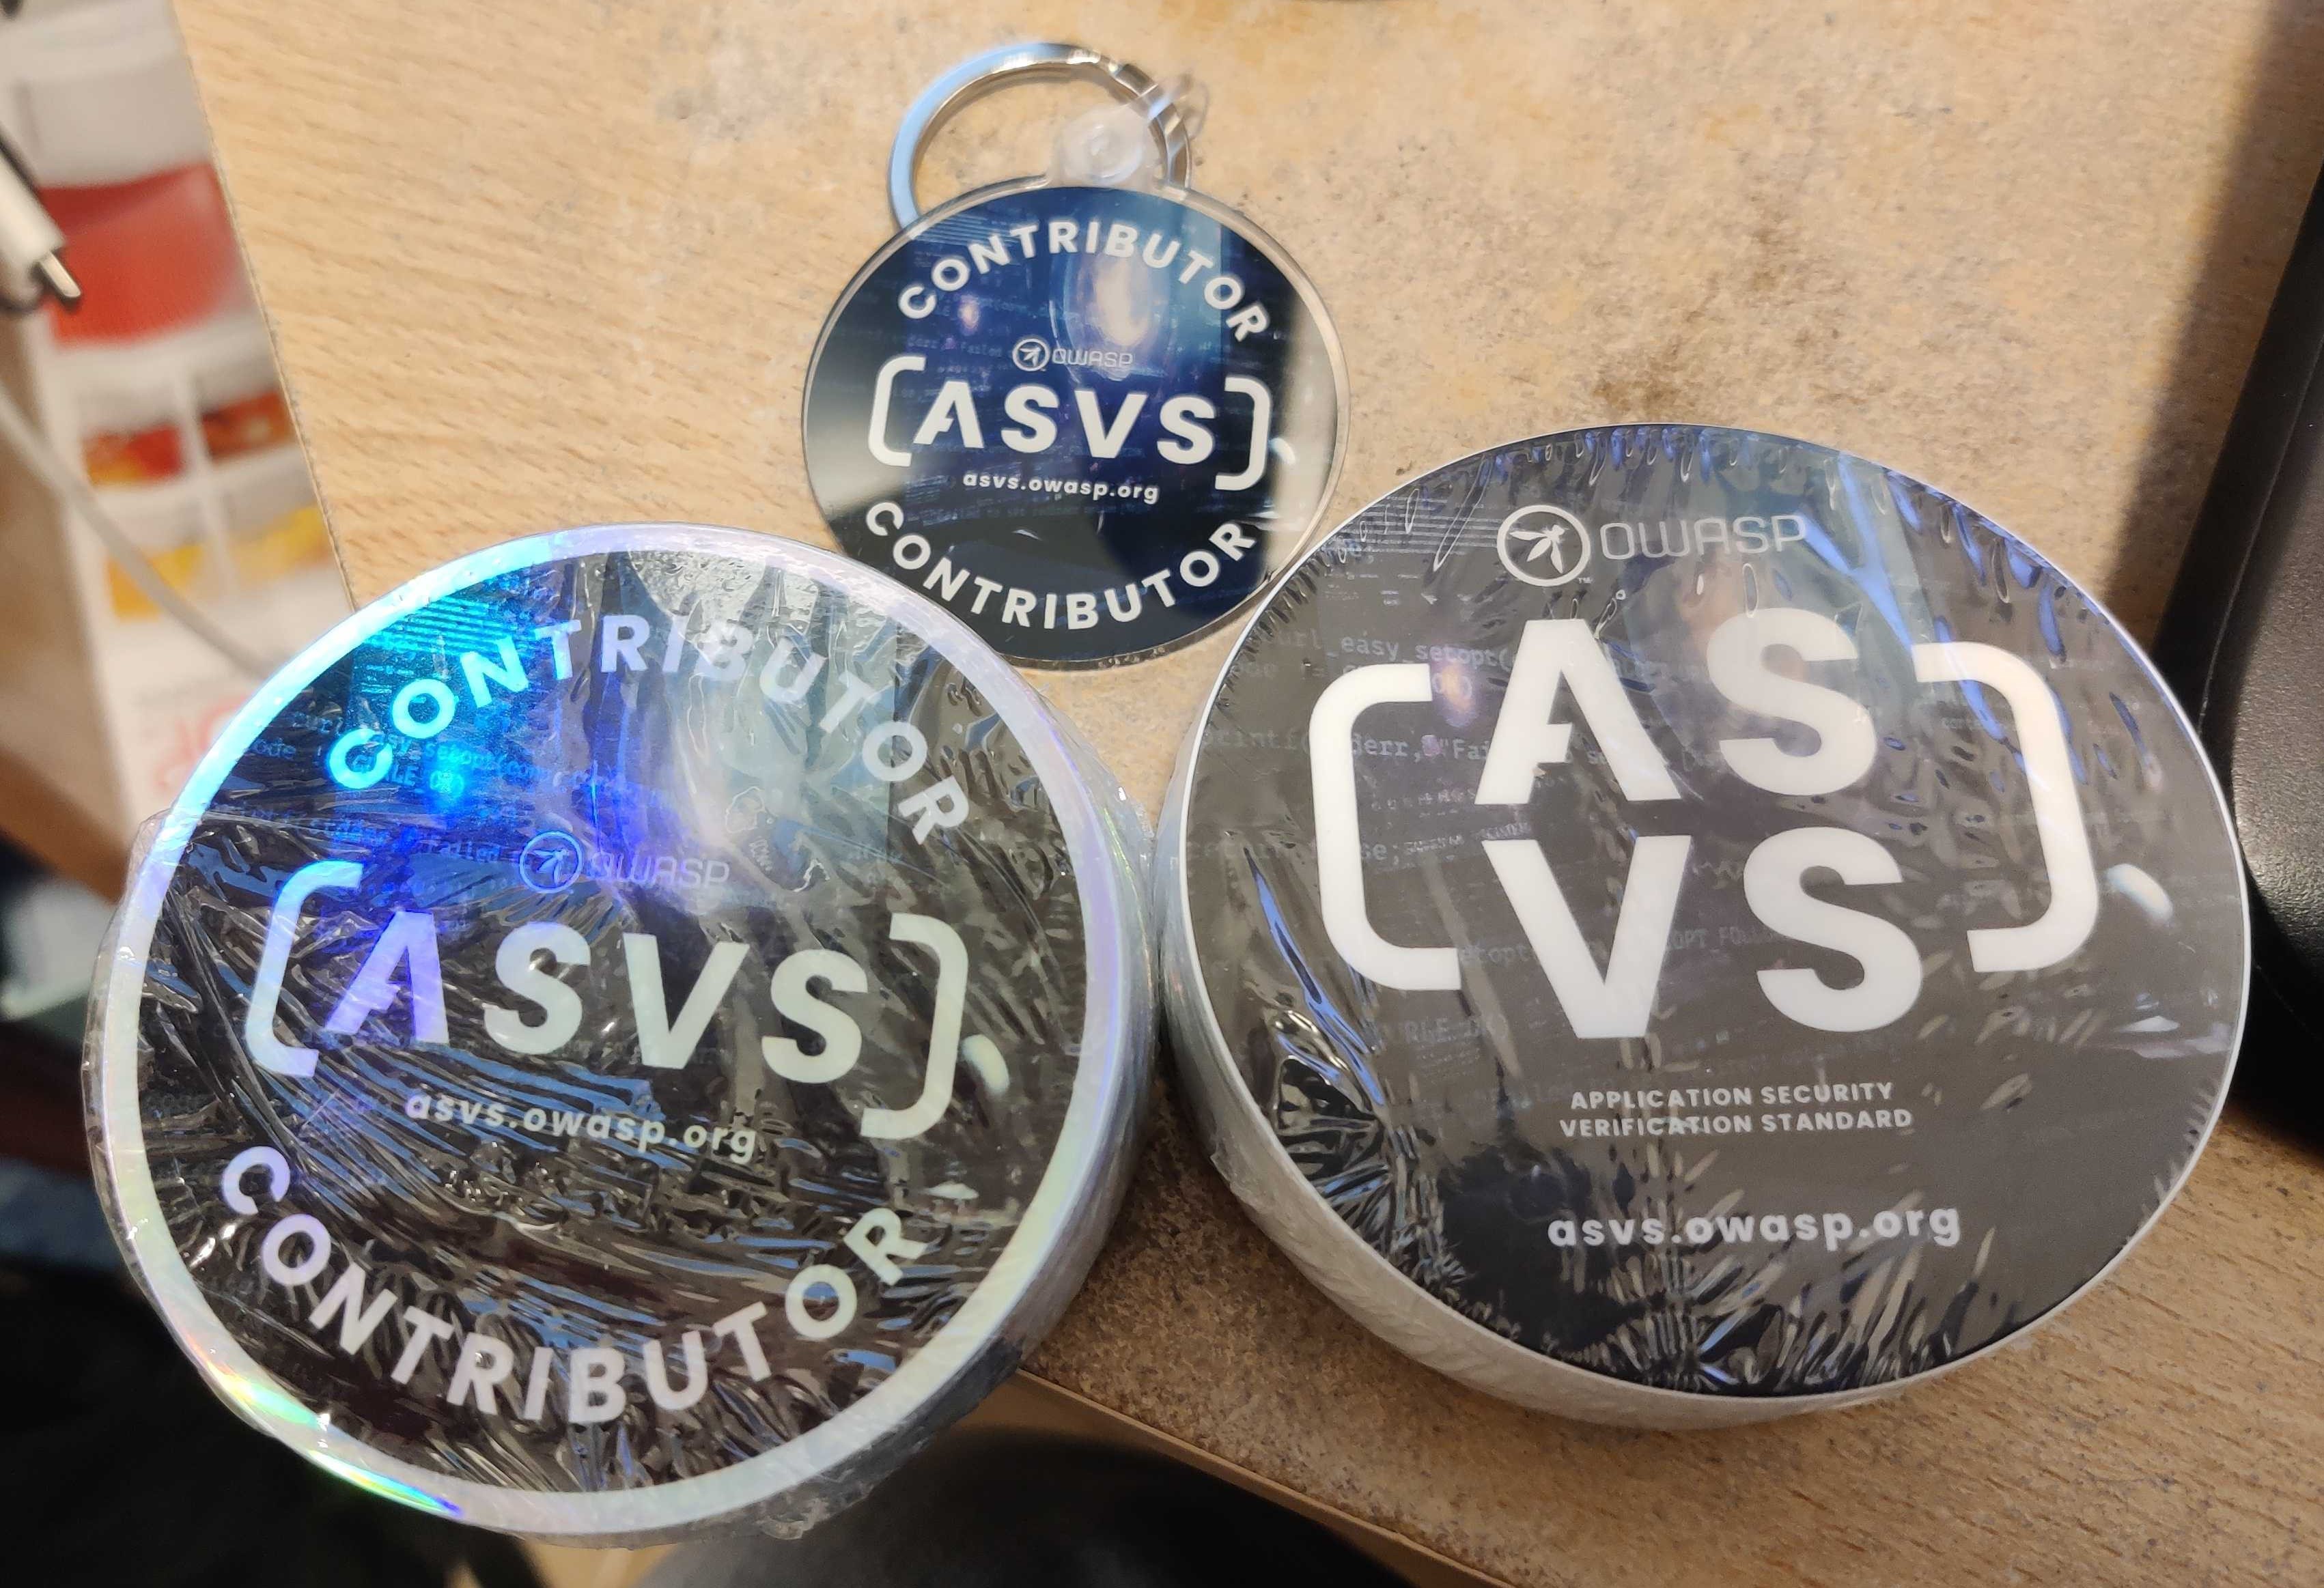 CONTRIBUTOR
OWASP
[ASVS]
asvs.owasp.org
CONTRIBUTOR
CONTRIBUTOR
OWASP
[ASVS]
asvs.owasp.org
CONTRIBUTOR
OWASP™
[AS
VS]
APPLICATION SECURITY
VERIFICATION STANDARD
asvs.owasp.org